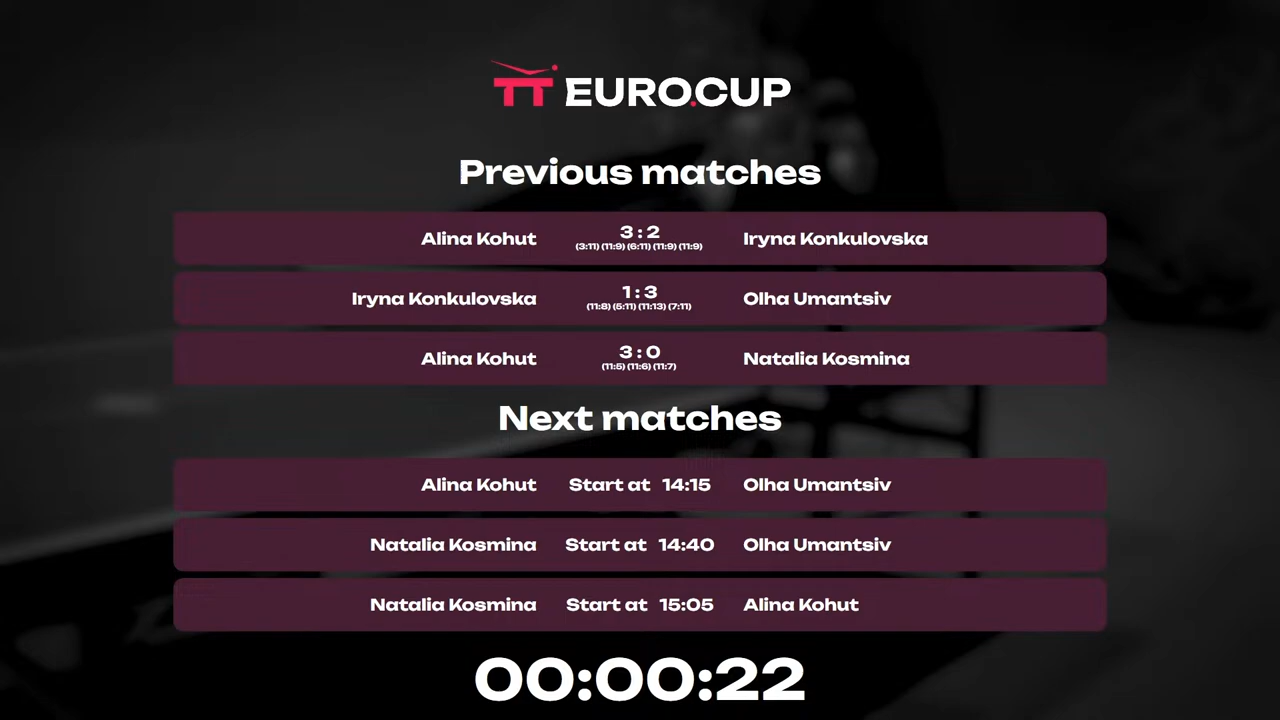 TT EURO.CUP
Previous matches
Alina Kohut 3 : 2 Iryna Konkulovska
(3:11) (11:9) (6:11) (11:9) (11:9)
Iryna Konkulovska 1 : 3 Olha Umantsiv
(11:8) (5:11) (11:13) (7:11)
Alina Kohut 3 : 0 Natalia Kosmina
(11:5) (11:6) (11:7)
Next matches
Alina Kohut Start at 14:15 Olha Umantsiv
Natalia Kosmina Start at 14:40 Olha Umantsiv
Natalia Kosmina Start at 15:05 Alina Kohut
00:00:22